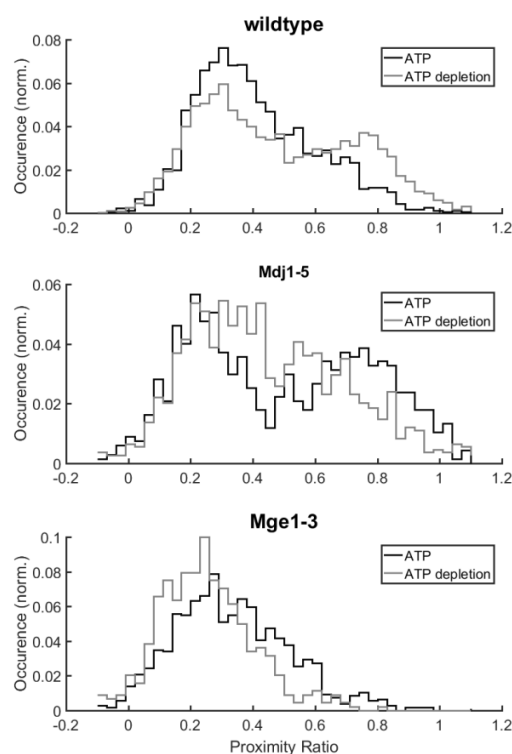 wildtype
Occurence (norm.)
0.08
0.06
0.04
0.02
0
ATP
ATP depletion
-0.2 0 0.2 0.4 0.6 0.8 1 1.2
Mdj1-5
Occurence (norm.)
0.06
0.04
0.02
0
ATP
ATP depletion
-0.2 0 0.2 0.4 0.6 0.8 1 1.2
Mge1-3
Occurence (norm.)
0.1
0.08
0.06
0.04
0.02
0
ATP
ATP depletion
-0.2 0 0.2 0.4 0.6 0.8 1 1.2
Proximity Ratio